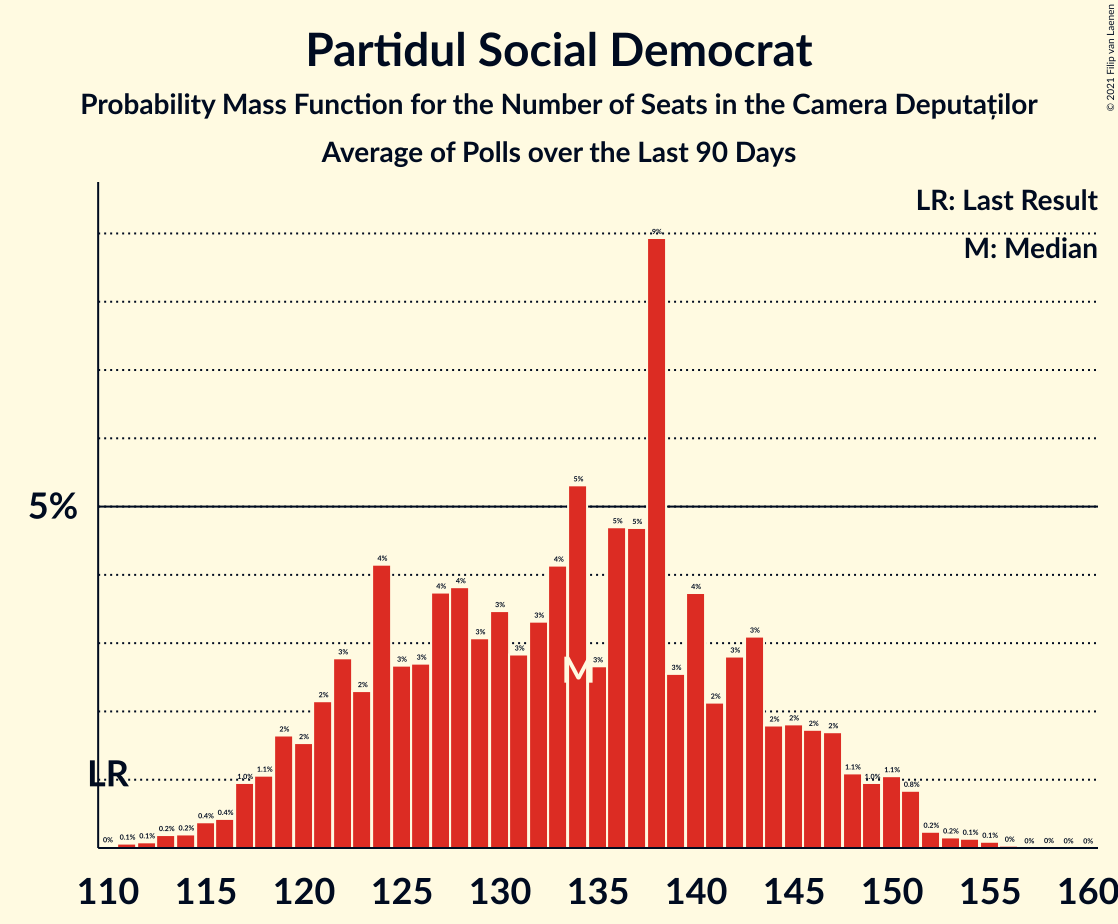 Partidul Social Democrat
Probability Mass Function for the Number of Seats in the Camera Deputaților
Average of Polls over the Last 90 Days
© 2021 Filip van Laenen
LR: Last Result
M: Median
5%
LR
M
0% 0.1% 0.1% 0.2% 0.2% 0.4% 0.4% 1.0% 1.1% 2% 2% 2% 3% 2% 4% 3% 3% 4% 4% 3% 3% 3% 3% 4% 5% 3% 5% 5% 9% 3% 4% 2% 3% 3% 2% 2% 2% 2% 1.1% 1.0% 1.1% 0.8% 0.2% 0.2% 0.1% 0.1% 0% 0% 0% 0% 0%
110 115 120 125 130 135 140 145 150 155 160